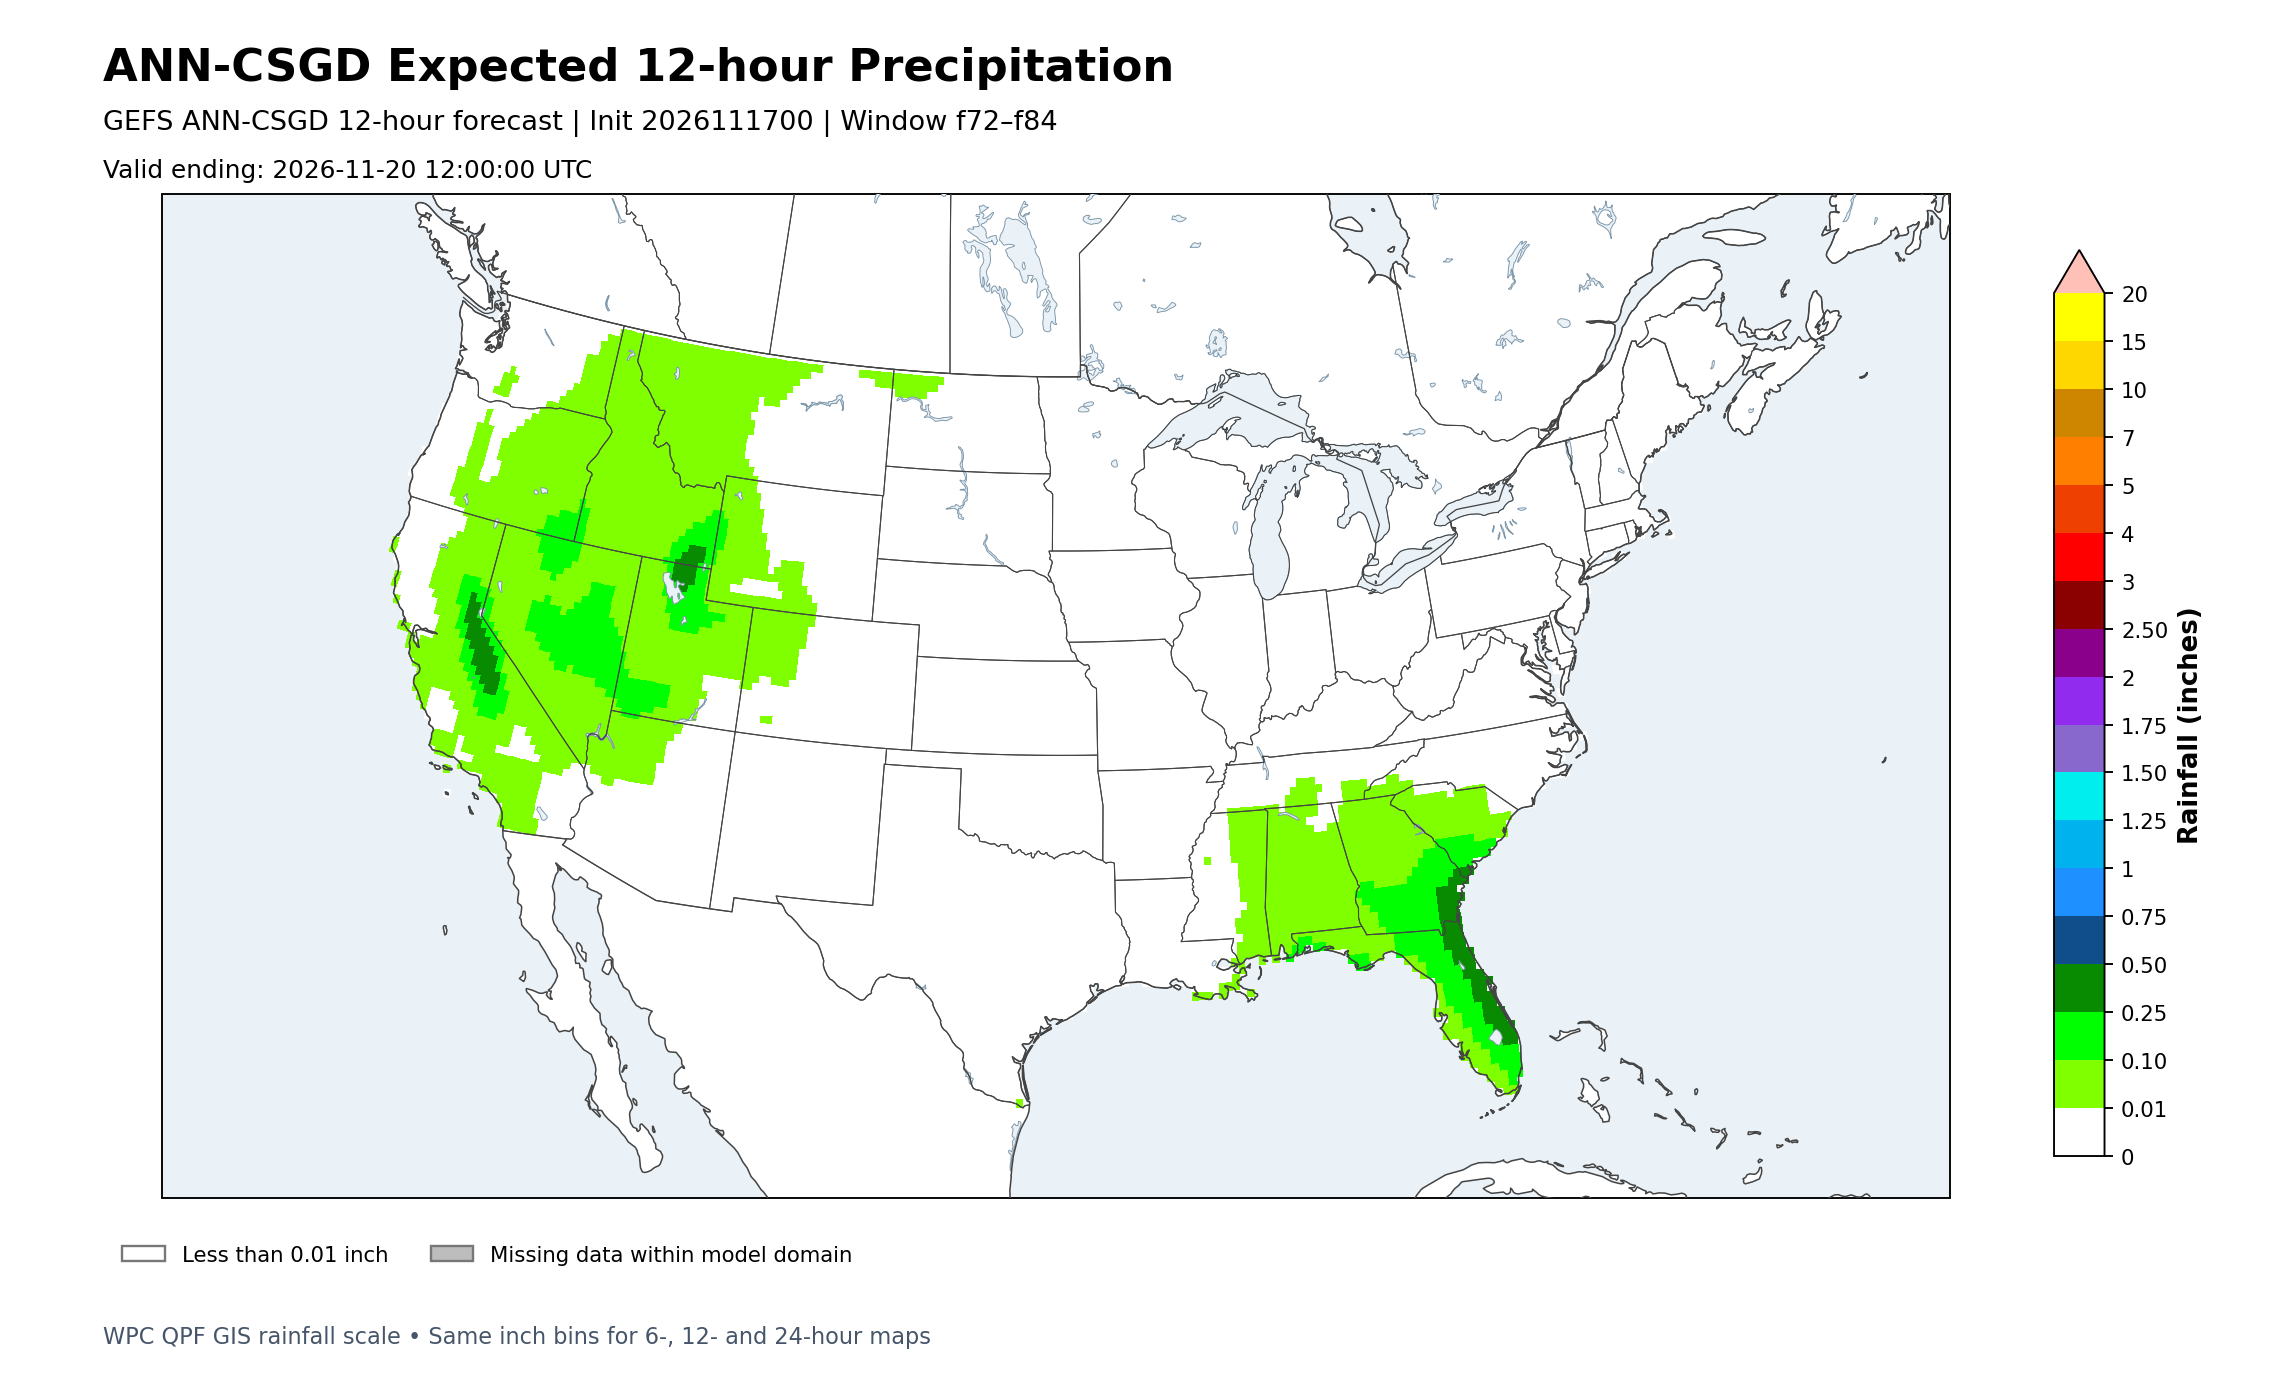 ANN-CSGD Expected 12-hour Precipitation
GEFS ANN-CSGD 12-hour forecast | Init 2026111700 | Window f72–f84
Valid ending: 2026-11-20 12:00:00 UTC
20
15
10
7
5
4
3
2.50
2
1.75
1.50
1.25
1
0.75
0.50
0.25
0.10
0.01
0
Rainfall (inches)
Less than 0.01 inch
Missing data within model domain
WPC QPF GIS rainfall scale • Same inch bins for 6-, 12- and 24-hour maps